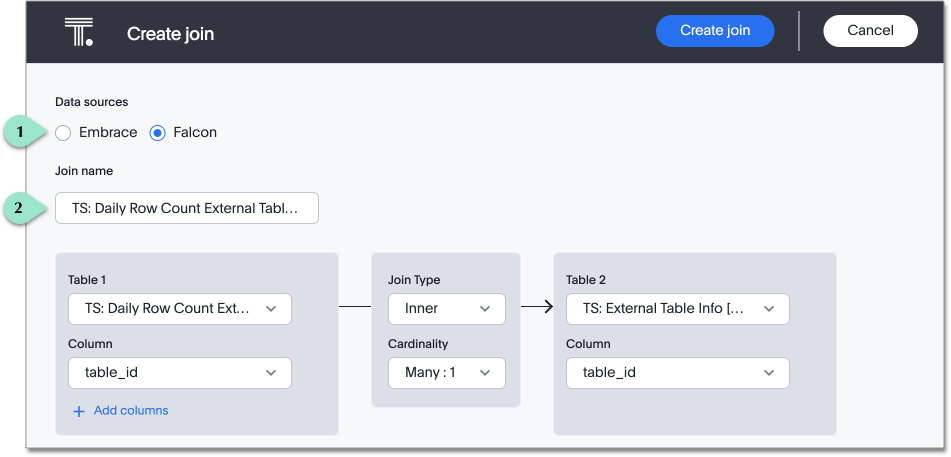 T.
Create join
Create join
Cancel
Data sources
1
Embrace
Falcon
Join name
2
TS: Daily Row Count External Tabl...
Table 1
TS: Daily Row Count Ext...
Column
table_id
+ Add columns
Join Type
Inner
Cardinality
Many : 1
Table 2
TS: External Table Info [...
Column
table_id